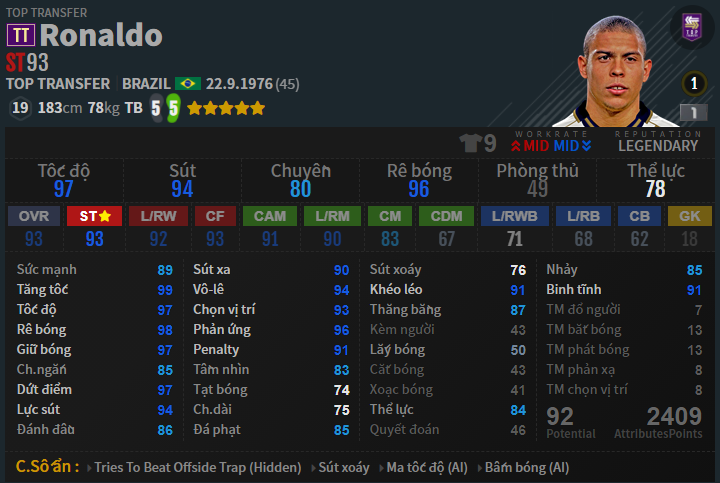 TOP TRANSFER
TT Ronaldo
ST93
TOP TRANSFER BRAZIL 22.9.1976 (45)
19 183cm 78kg TB 5 5
1
1
9 WORKRATE MID MID REPUTATION LEGENDARY
Tốc độ Sút Chuyền Rê bóng Phòng thủ Thể lực
97 94 80 96 49 78
OVR ST L/RW CF CAM L/RM CM CDM L/RWB L/RB CB GK
93 93 92 93 91 90 83 67 71 68 62 18
Sức mạnh 89 Sút xa 90 Sút xoáy 76 Nhảy 85
Tăng tốc 99 Vô-lê 94 Khéo léo 91 Bình tĩnh 91
Tốc độ 97 Chọn vị trí 93 Thăng bằng 87 TM đổ người 7
Rê bóng 98 Phản ứng 96 Kèm người 43 TM bắt bóng 13
Giữ bóng 97 Penalty 91 Lấy bóng 50 TM phát bóng 13
Ch.ngắn 85 Tầm nhìn 83 Cắt bóng 43 TM phản xạ 8
Dứt điểm 97 Tạt bóng 74 Xoạc bóng 41 TM chọn vị trí 8
Lực sút 94 Ch.dài 75 Thể lực 84 92 2409
Đánh đầu 86 Đá phạt 85 Quyết đoán 46 Potential AttributesPoints
C.Số ẩn : Tries To Beat Offside Trap (Hidden) Sút xoáy Ma tốc độ (AI) Bấm bóng (AI)